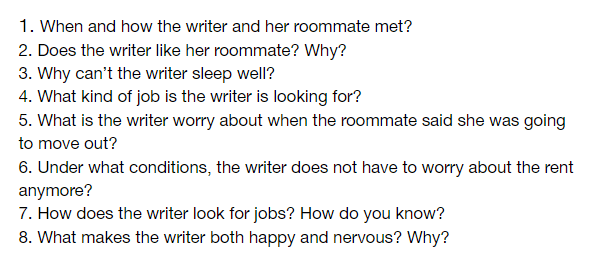 1. When and how the writer and her roommate met?
2. Does the writer like her roommate? Why?
3. Why can’t the writer sleep well?
4. What kind of job is the writer is looking for?
5. What is the writer worry about when the roommate said she was going
to move out?
6. Under what conditions, the writer does not have to worry about the rent
anymore?
7. How does the writer look for jobs? How do you know?
8. What makes the writer both happy and nervous? Why?